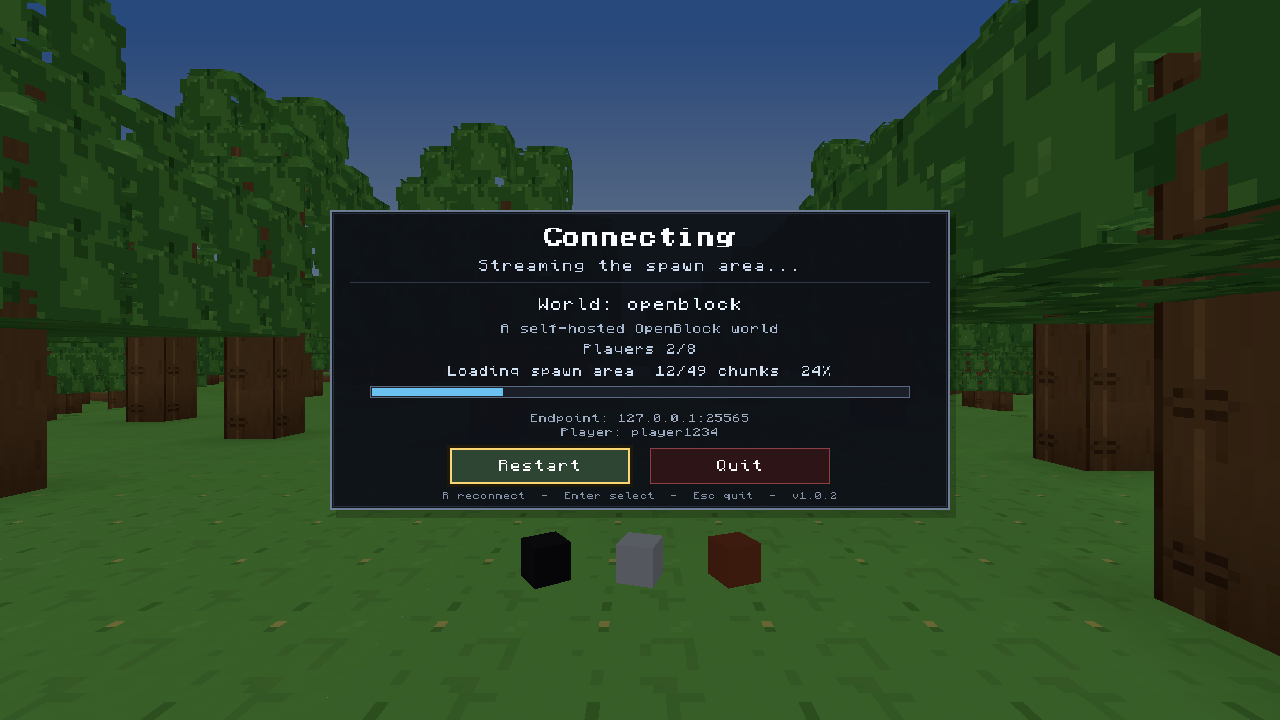 Connecting
Streaming the spawn area...
World: openblock
A self-hosted OpenBlock world
Players 2/8
Loading spawn area  12/49 chunks  24%
Endpoint: 127.0.0.1:25565
Player: player1234
Restart
Quit
R reconnect  -  Enter select  -  Esc quit  -  v1.0.2